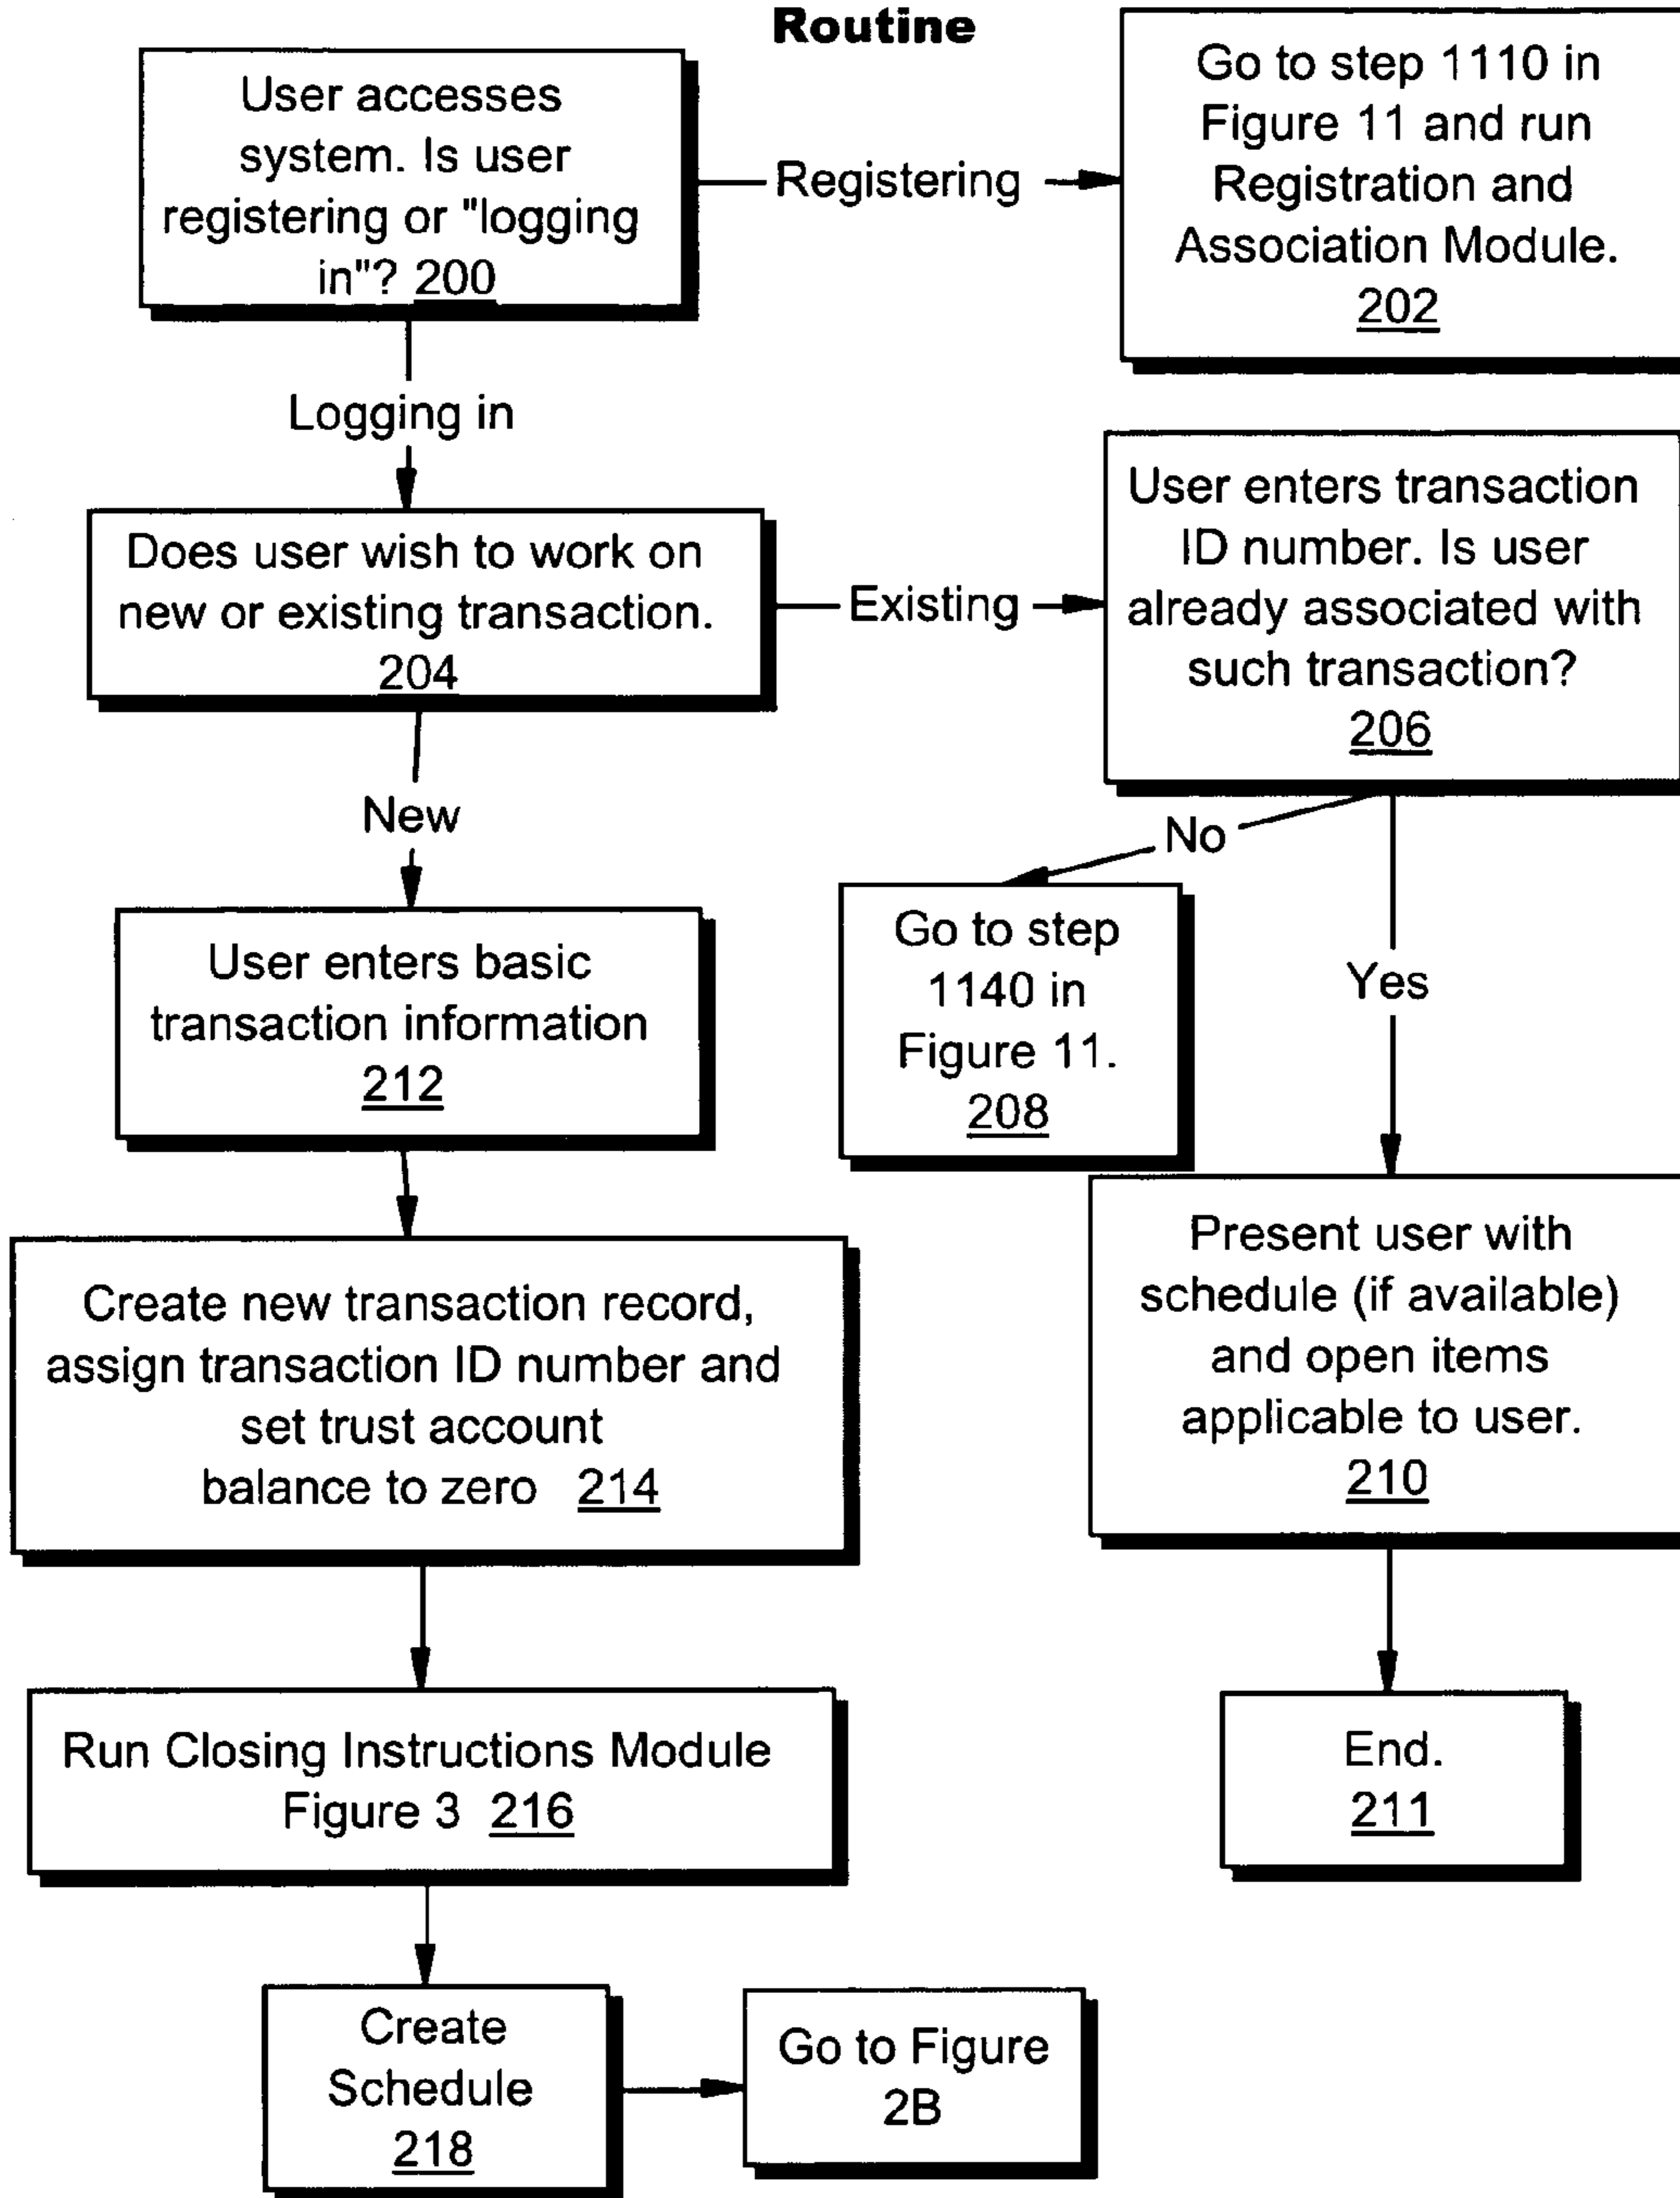 Routine
User accesses
system. Is user
registering or "logging
in"? 200
Registering
Go to step 1110 in
Figure 11 and run
Registration and
Association Module.
202
Logging in
Does user wish to work on
new or existing transaction.
204
Existing
User enters transaction
ID number. Is user
already associated with
such transaction?
206
No
Go to step
1140 in
Figure 11.
208
Yes
Present user with
schedule (if available)
and open items
applicable to user.
210
End.
211
New
User enters basic
transaction information
212
Create new transaction record,
assign transaction ID number and
set trust account
balance to zero 214
Run Closing Instructions Module
Figure 3 216
Create
Schedule
218
Go to Figure
2B